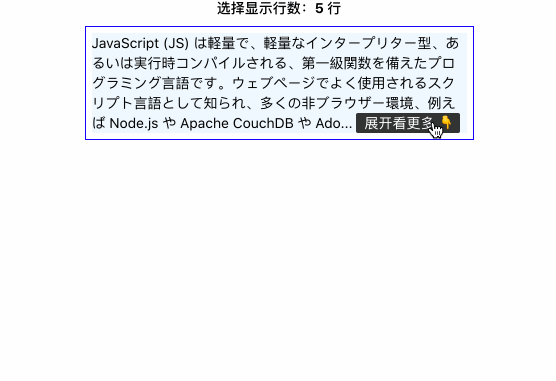 选择显示行数：5 行
JavaScript (JS) は軽量で、軽量なインタープリター型、あ
るいは実行時コンパイルされる、第一級関数を備えたプロ
グラミング言語です。ウェブページでよく使用されるスク
リプト言語として知られ、多くの非ブラウザー環境、例え
ば Node.js や Apache CouchDB や Ado... 展开看更多👇